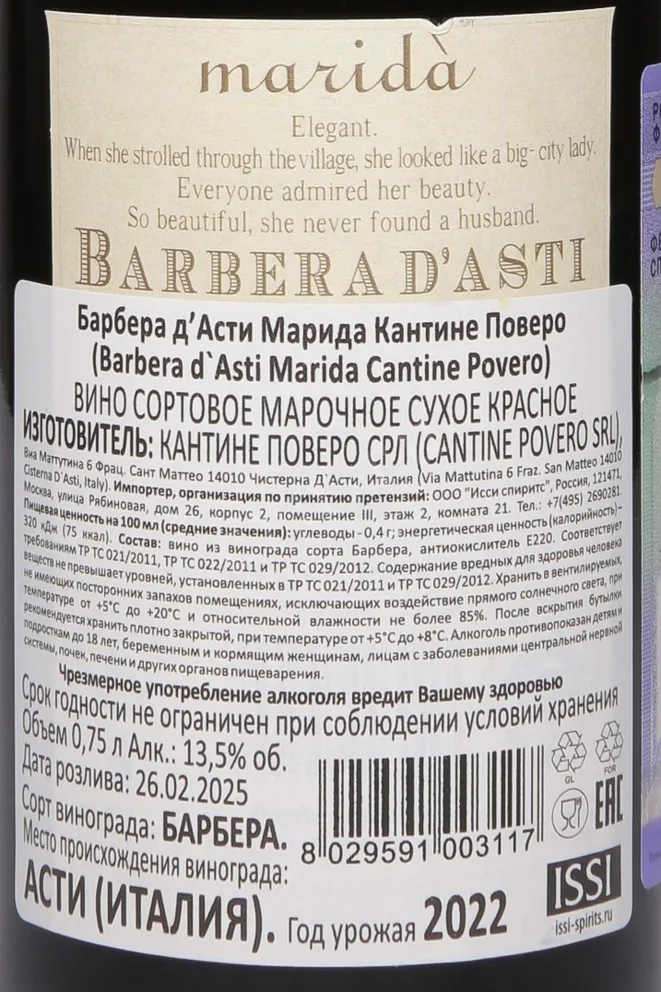 maridà
Elegant.
When she strolled through the village, she looked like a big- city lady.
Everyone admired her beauty.
So beautiful, she never found a husband.
BARBERA D'ASTI
Барбера д’Асти Марида Кантине Поверо
(Barbera d`Asti Marida Cantine Povero)
ВИНО СОРТОВОЕ МАРОЧНОЕ СУХОЕ КРАСНОЕ
ИЗГОТОВИТЕЛЬ: КАНТИНЕ ПОВЕРО СРЛ (CANTINE POVERO SRL),
Виа Маттутина 6 Фрац. Сант Маттео 14010 Чистерна Д`Асти, Италия (Via Mattutina 6 Fraz. San Matteo 14010
Cisterna D`Asti, Italy). Импортер, организация по принятию претензий: ООО "Исси спиритс", Россия, 121471,
Москва, улица Рябиновая, дом 26, корпус 2, помещение III, этаж 2, комната 21. Тел.: +7(495) 2690281.
Пищевая ценность на 100 мл (средние значения): углеводы - 0,4 г; энергетическая ценность (калорийность)–
320 кДж (75 ккал). Состав: вино из винограда сорта Барбера, антиокислитель Е220. Соответствует
требованиям ТР ТС 021/2011, ТР ТС 022/2011 и ТР ТС 029/2012. Содержание вредных для здоровья человека
веществ не превышает уровней, установленных в ТР ТС 021/2011 и ТР ТС 029/2012. Хранить в вентилируемых,
не имеющих посторонних запахов помещениях, исключающих воздействие прямого солнечного света, при
температуре от +5°С до +20°С и относительной влажности не более 85%. После вскрытия бутылки
рекомендуется хранить плотно закрытой, при температуре от +5°С до +8°С. Алкоголь противопоказан детям и
подросткам до 18 лет, беременным и кормящим женщинам, лицам с заболеваниями центральной нервной
системы, почек, печени и других органов пищеварения.
Чрезмерное употребление алкоголя вредит Вашему здоровью
Срок годности не ограничен при соблюдении условий хранения
Объем 0,75 л Алк.: 13,5% об.
Дата розлива: 26.02.2025
Сорт винограда: БАРБЕРА.
Место происхождения винограда:
АСТИ (ИТАЛИЯ). Год урожая 2022
8 029591 003117
GL
FOR
EAC
ISSI
issi-spirits.ru